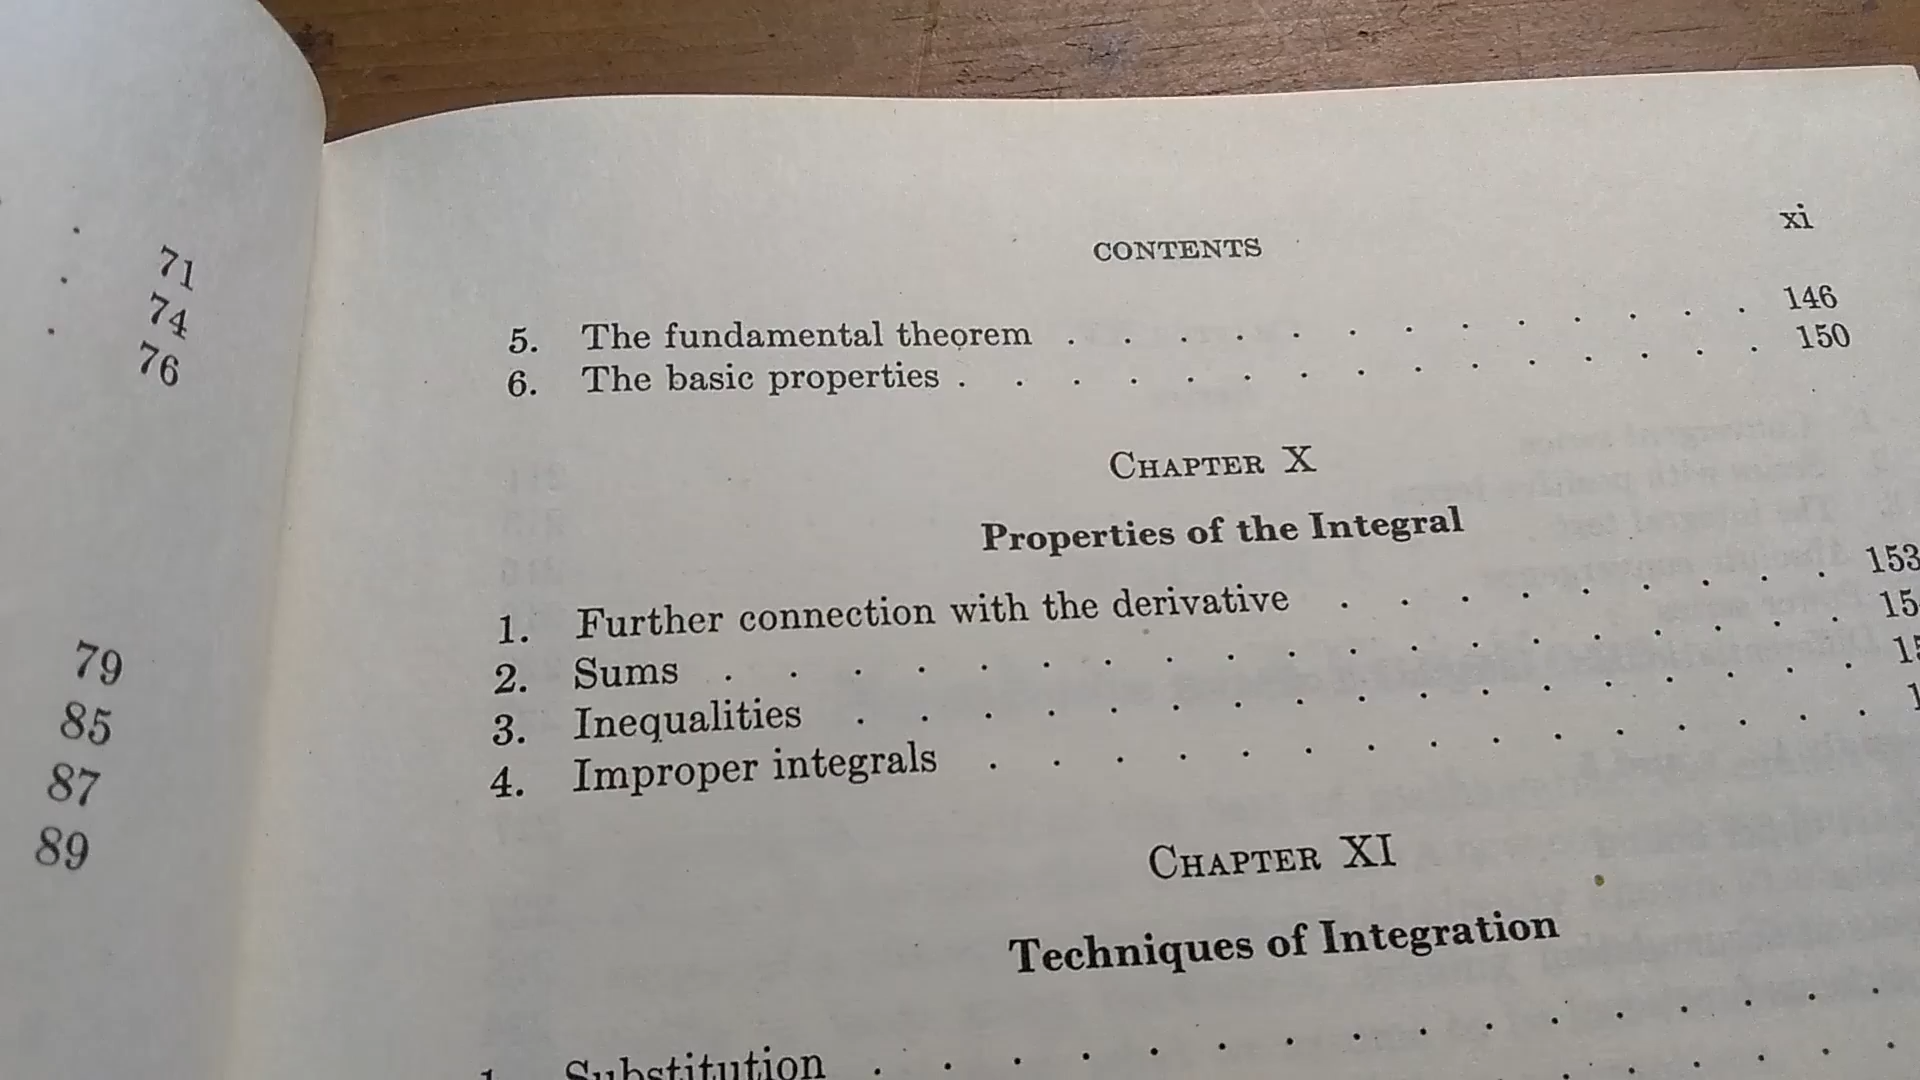 71
74
76
79
85
87
89
CONTENTS xi
5. The fundamental theorem . . . . . . . . . . . . . 146
6. The basic properties . . . . . . . . . . . . . . . 150
CHAPTER X
Properties of the Integral
1. Further connection with the derivative . . . . . . . . . 153
2. Sums . . . . . . . . . . . . . . . . . . .
3. Inequalities . . . . . . . . . . . . . . . . .
4. Improper integrals . . . . . . . . . . . . . . .
CHAPTER XI
Techniques of Integration
1. Substitution . . . . . . . . . . . . . . . .